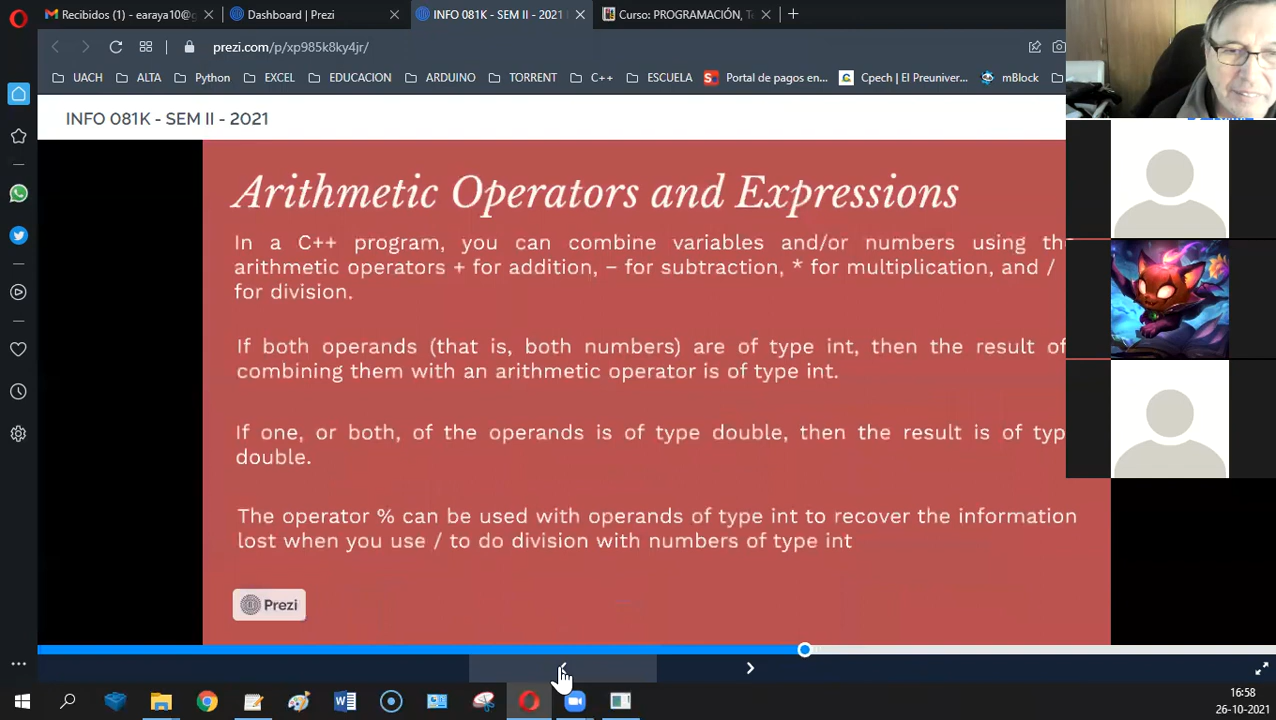 Recibidos (1) - earaya10@g
Dashboard | Prezi
INFO 081K - SEM II - 2021
Curso: PROGRAMACIÓN, Te
prezi.com/p/xp985k8ky4jr/
UACH
ALTA
Python
EXCEL
EDUCACION
ARDUINO
TORRENT
C++
ESCUELA
Portal de pagos en...
Cpech | El Preuniver...
mBlock
INFO 081K - SEM II - 2021
Arithmetic Operators and Expressions
In a C++ program, you can combine variables and/or numbers using th
arithmetic operators + for addition, − for subtraction, * for multiplication, and /
for division.
If both operands (that is, both numbers) are of type int, then the result of
combining them with an arithmetic operator is of type int.
If one, or both, of the operands is of type double, then the result is of typ
double.
The operator % can be used with operands of type int to recover the information
lost when you use / to do division with numbers of type int
Prezi
16:58
26-10-2021